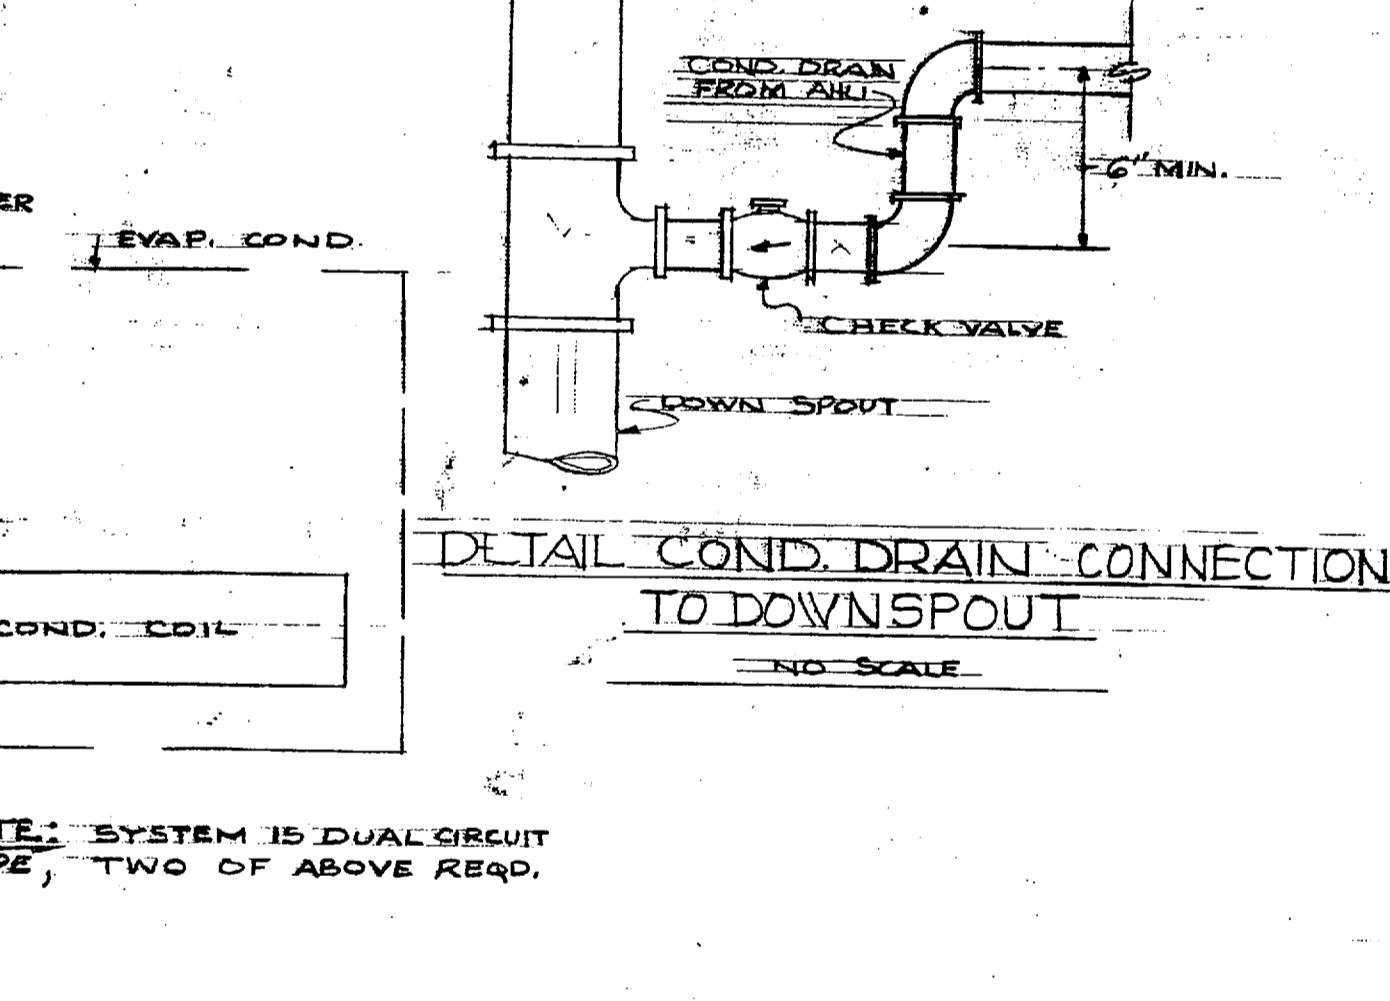 COND. DRAIN
FROM AHU
6" MIN.
ER
EVAP. COND.
CHECK VALVE
DOWN SPOUT
DETAIL COND. DRAIN CONNECTION
TO DOWNSPOUT
NO SCALE
COND. COIL
TE: SYSTEM IS DUAL CIRCUIT
PE, TWO OF ABOVE REQD.